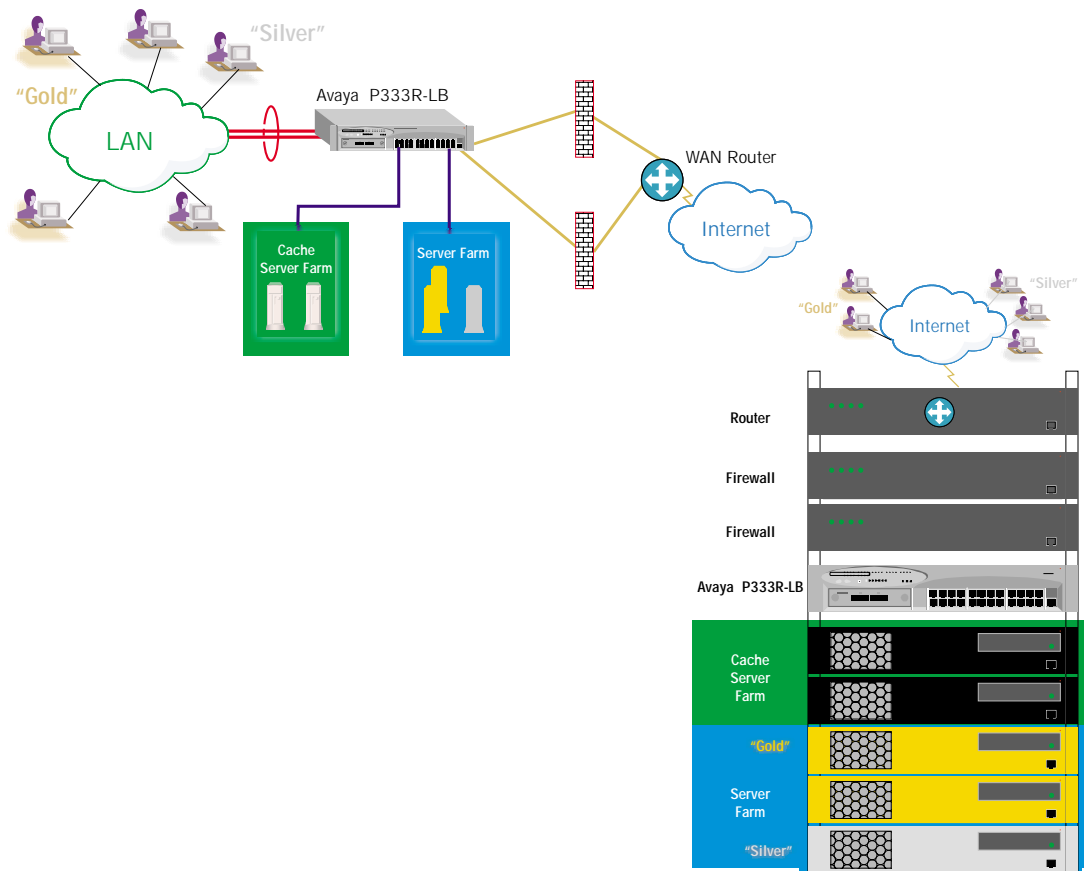 “Silver”
“Gold”
Avaya P333R-LB
LAN
WAN Router
Internet
Cache
Server Farm
Server Farm
“Silver”
“Gold”
Internet
Router
Firewall
Firewall
Avaya P333R-LB
Cache
Server
Farm
“Gold”
Server
Farm
“Silver”